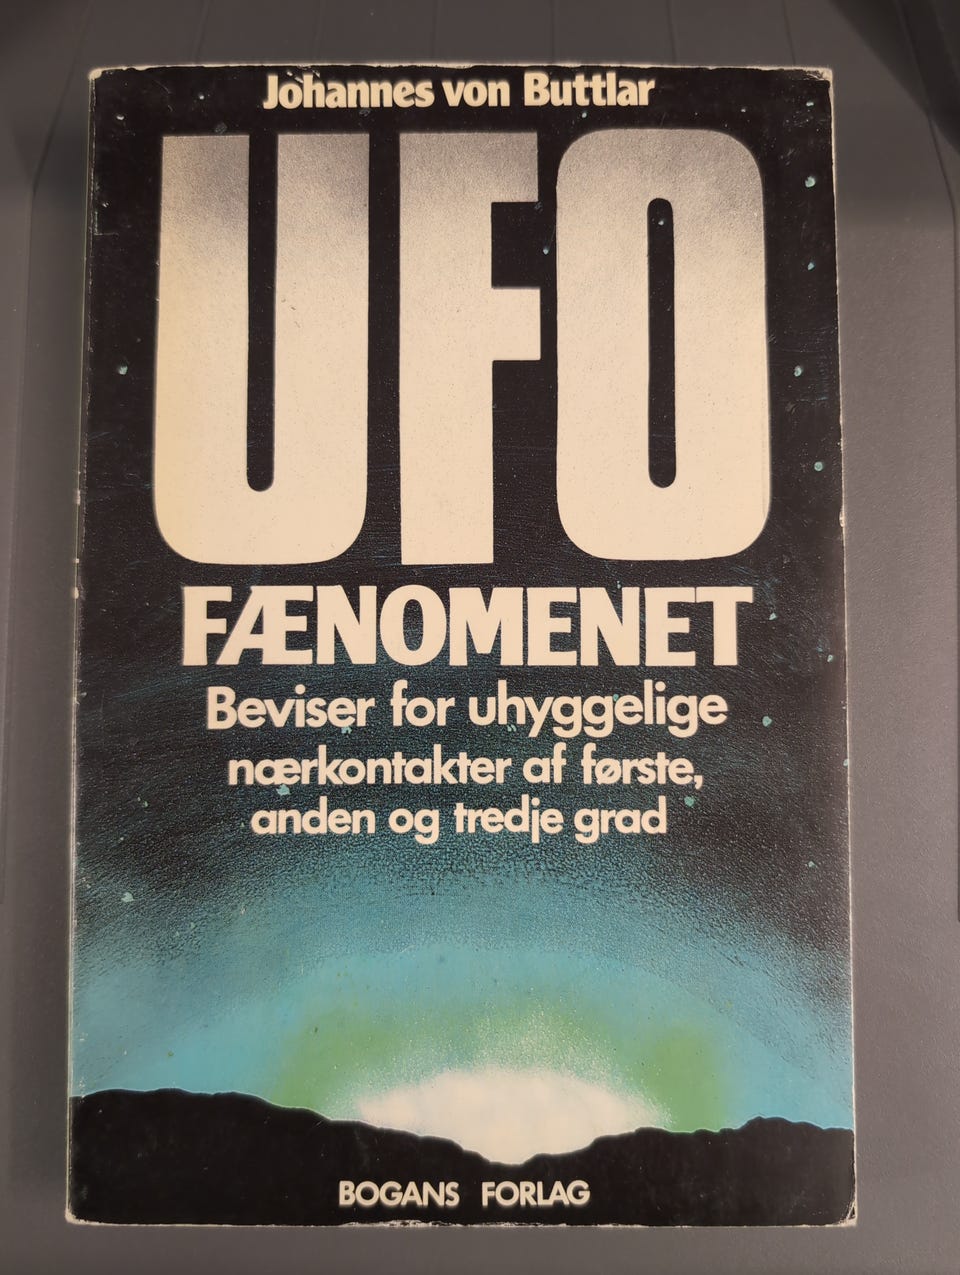 Johannes von Buttlar
UFO
FÆNOMENET
Beviser for uhyggelige
nærkontakter af første,
anden og tredje grad
BOGANS FORLAG